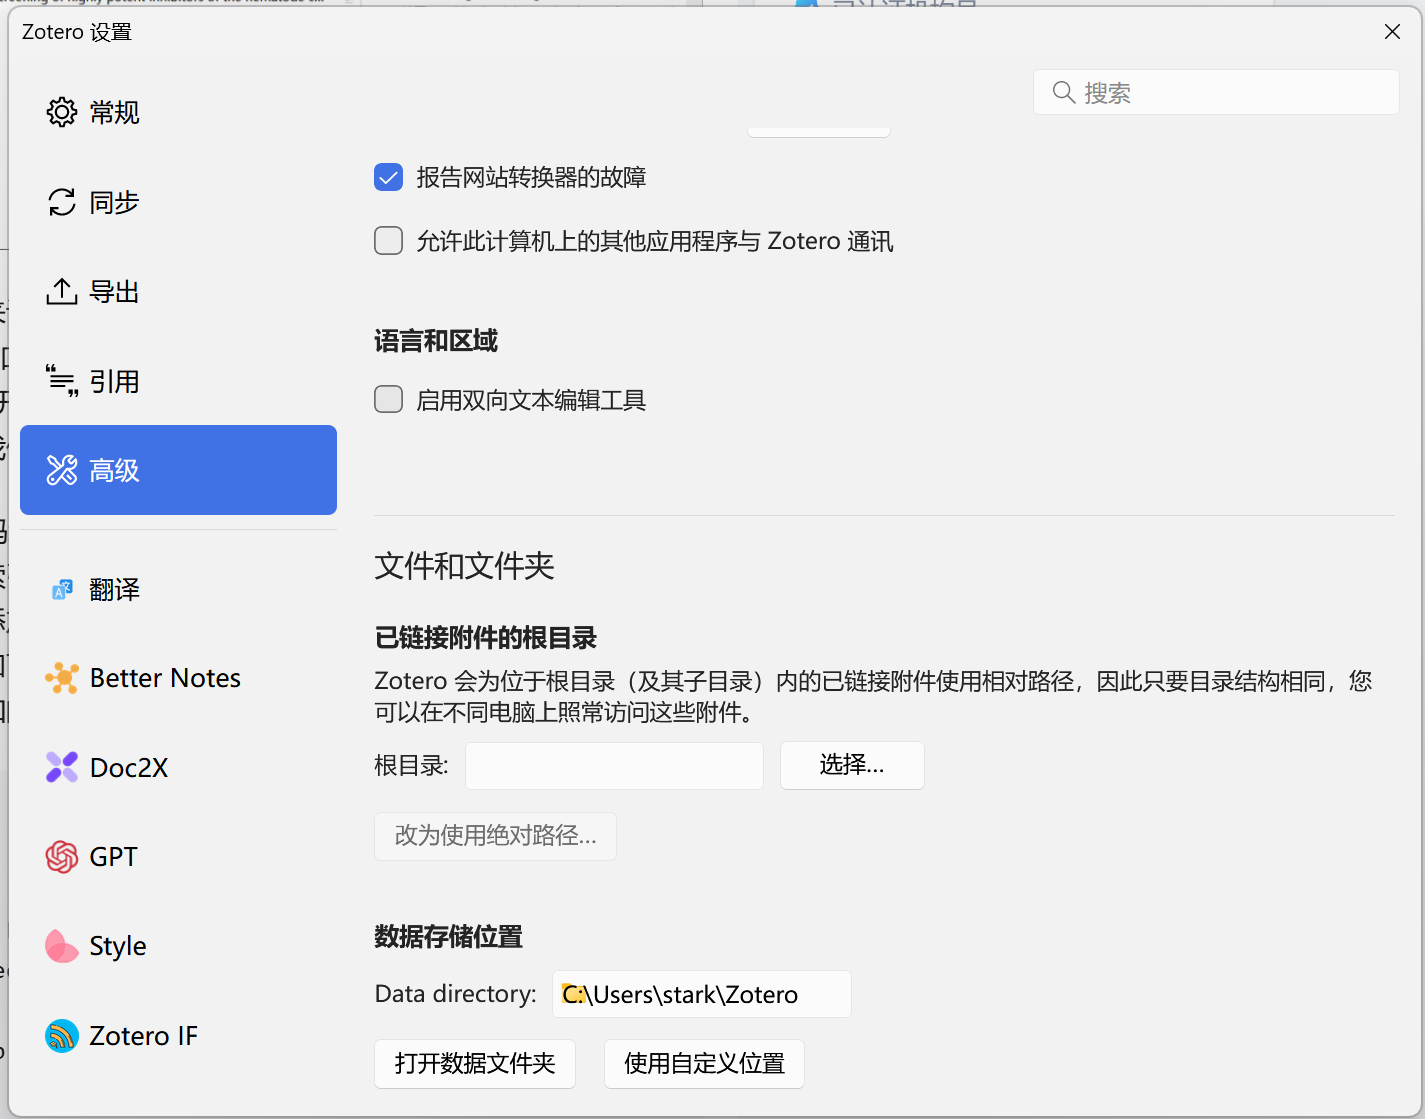 Zotero 设置
搜索
常规
同步
导出
引用
高级
翻译
Better Notes
Doc2X
GPT
Style
Zotero IF
报告网站转换器的故障
允许此计算机上的其他应用程序与 Zotero 通讯
语言和区域
启用双向文本编辑工具
文件和文件夹
已链接附件的根目录
Zotero 会为位于根目录（及其子目录）内的已链接附件使用相对路径，因此只要目录结构相同，您
可以在不同电脑上照常访问这些附件。
根目录:
选择...
改为使用绝对路径...
数据存储位置
Data directory:
C:\Users\stark\Zotero
打开数据文件夹
使用自定义位置